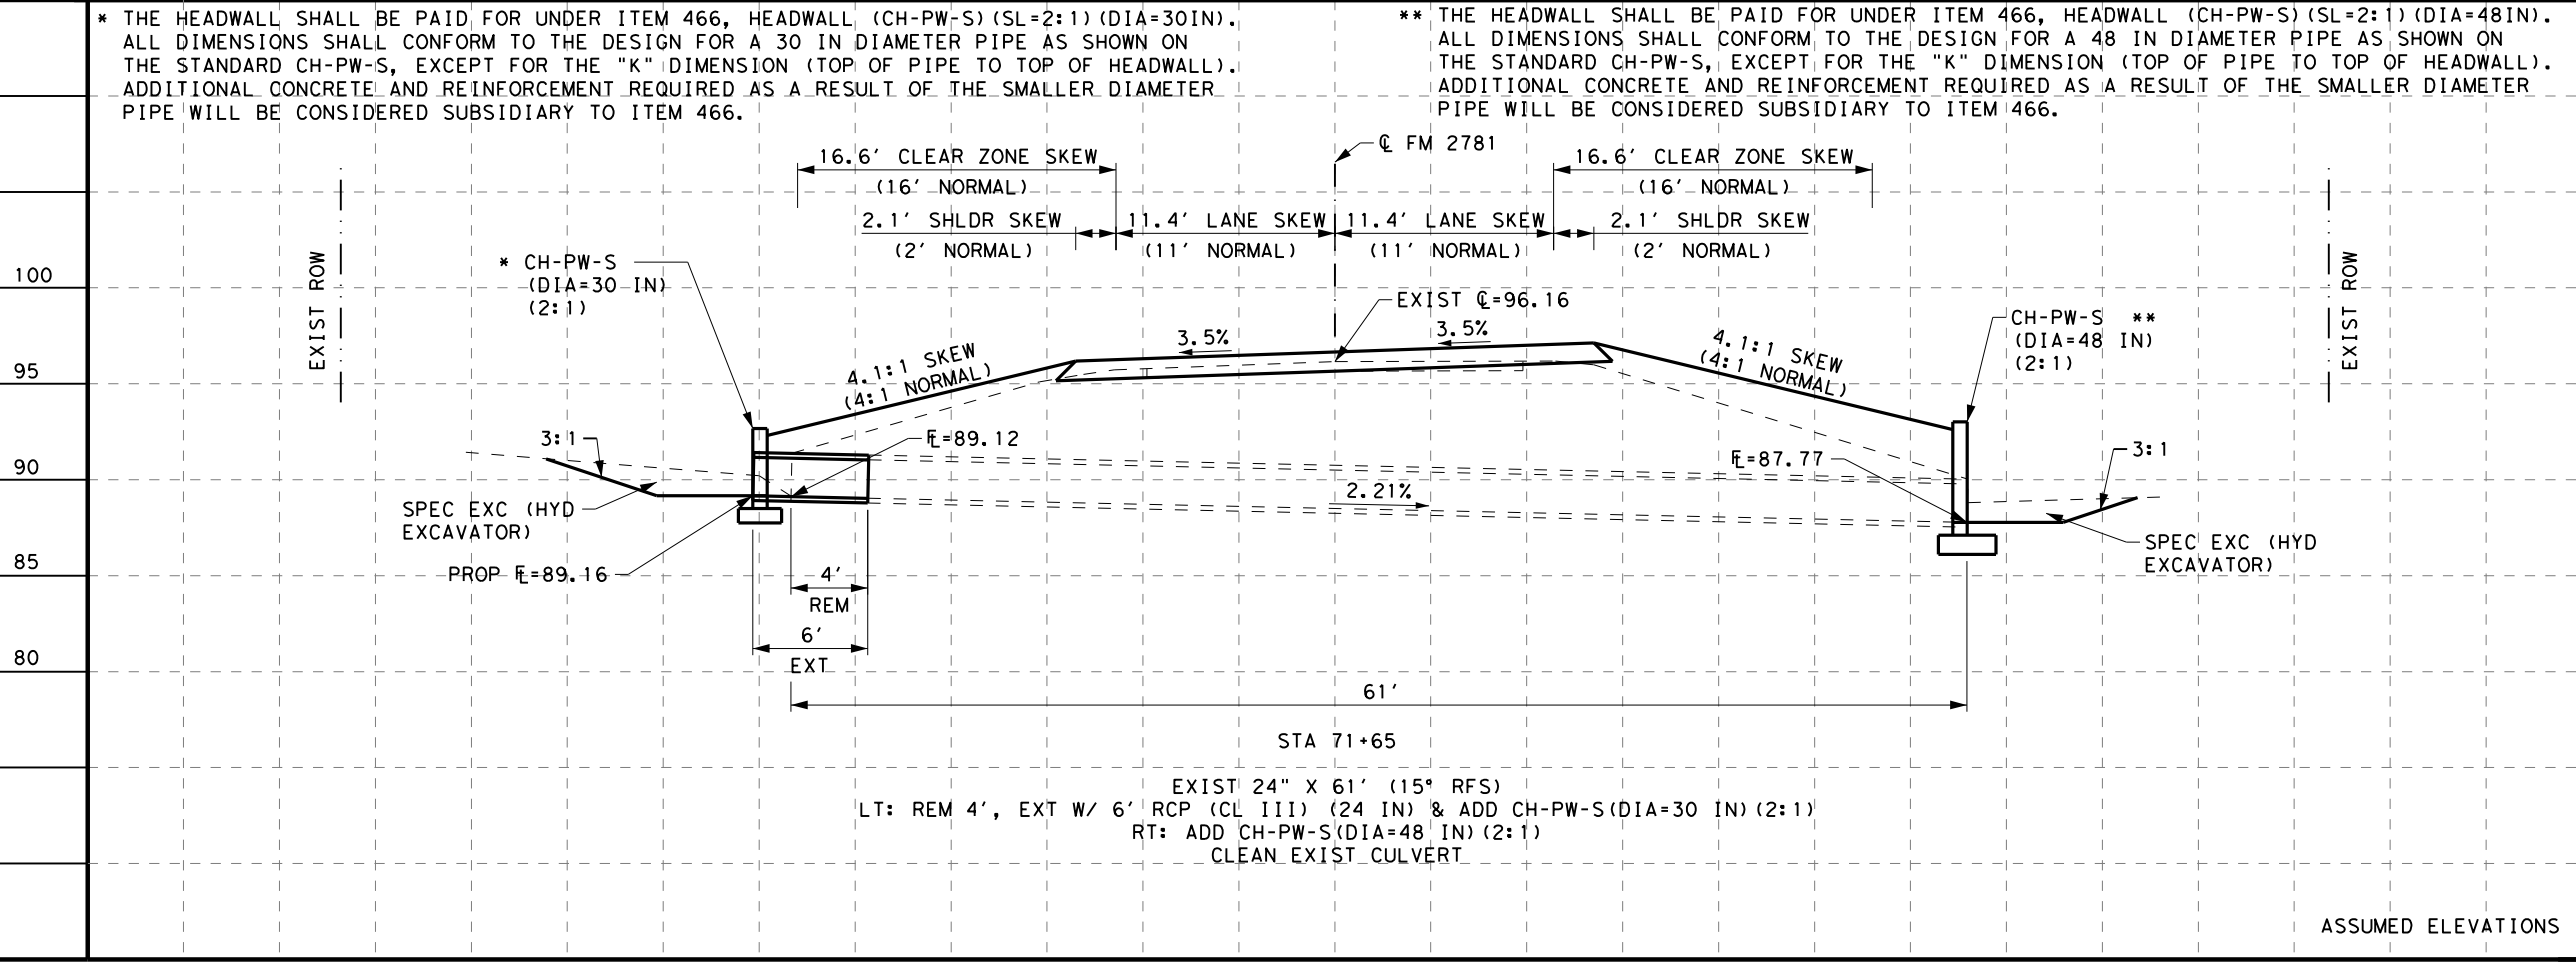 * THE HEADWALL SHALL BE PAID FOR UNDER ITEM 466, HEADWALL (CH-PW-S)(SL=2:1)(DIA=30IN).
ALL DIMENSIONS SHALL CONFORM TO THE DESIGN FOR A 30 IN DIAMETER PIPE AS SHOWN ON
THE STANDARD CH-PW-S, EXCEPT FOR THE "K" DIMENSION (TOP OF PIPE TO TOP OF HEADWALL).
ADDITIONAL CONCRETE AND REINFORCEMENT REQUIRED AS A RESULT OF THE SMALLER DIAMETER
PIPE WILL BE CONSIDERED SUBSIDIARY TO ITEM 466.
** THE HEADWALL SHALL BE PAID FOR UNDER ITEM 466, HEADWALL (CH-PW-S)(SL=2:1)(DIA=48IN).
ALL DIMENSIONS SHALL CONFORM TO THE DESIGN FOR A 48 IN DIAMETER PIPE AS SHOWN ON
THE STANDARD CH-PW-S, EXCEPT FOR THE "K" DIMENSION (TOP OF PIPE TO TOP OF HEADWALL).
ADDITIONAL CONCRETE AND REINFORCEMENT REQUIRED AS A RESULT OF THE SMALLER DIAMETER
PIPE WILL BE CONSIDERED SUBSIDIARY TO ITEM 466.
℄ FM 2781
16.6' CLEAR ZONE SKEW
(16' NORMAL)
16.6' CLEAR ZONE SKEW
(16' NORMAL)
2.1' SHLDR SKEW
(2' NORMAL)
11.4' LANE SKEW
(11' NORMAL)
11.4' LANE SKEW
(11' NORMAL)
2.1' SHLDR SKEW
(2' NORMAL)
EXIST ROW
* CH-PW-S
(DIA=30 IN)
(2:1)
EXIST ℄=96.16
3.5%
3.5%
CH-PW-S **
(DIA=48 IN)
(2:1)
EXIST ROW
4.1:1 SKEW
(4:1 NORMAL)
4.1:1 SKEW
(4:1 NORMAL)
100
95
90
85
80
3:1
FL=89.12
FL=87.77
3:1
2.21%
SPEC EXC (HYD
EXCAVATOR)
SPEC EXC (HYD
EXCAVATOR)
PROP FL=89.16
4'
REM
6'
EXT
61'
STA 71+65
EXIST 24" X 61' (15° RFS)
LT: REM 4', EXT W/ 6' RCP (CL III) (24 IN) & ADD CH-PW-S(DIA=30 IN)(2:1)
RT: ADD CH-PW-S(DIA=48 IN)(2:1)
CLEAN EXIST CULVERT
ASSUMED ELEVATIONS